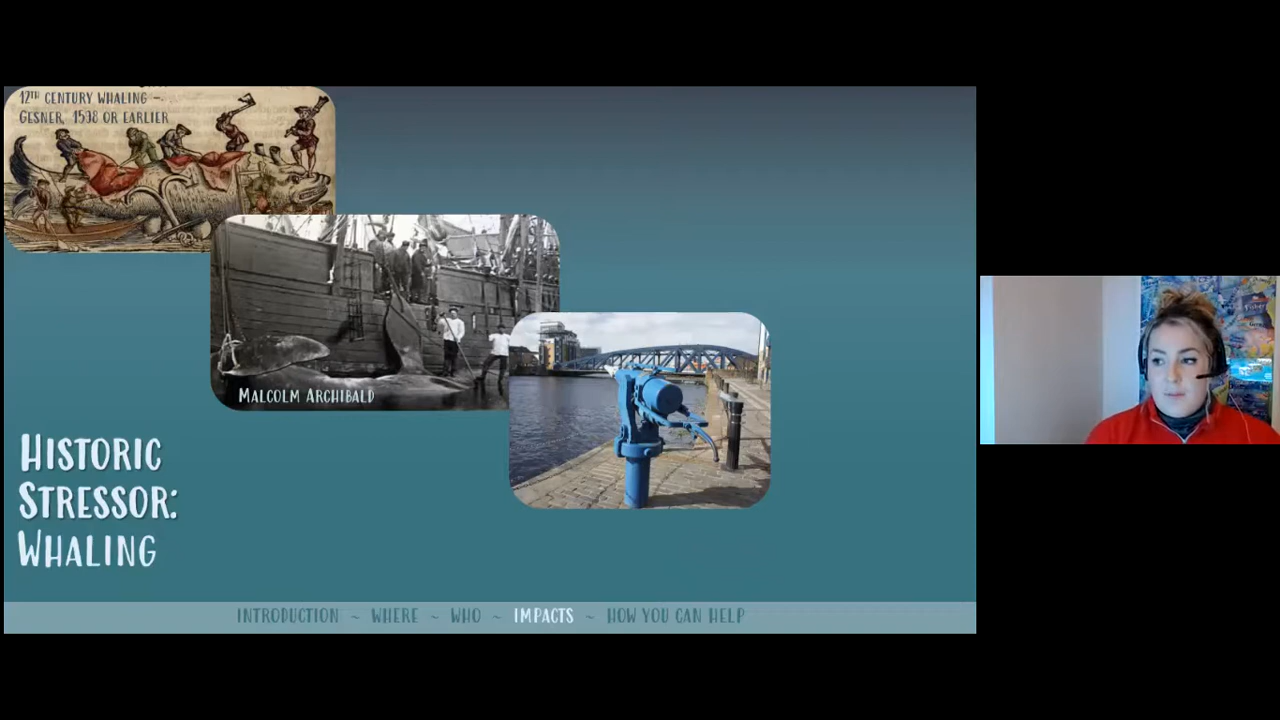 12TH CENTURY WHALING –
GESNER, 1598 OR EARLIER
MALCOLM ARCHIBALD
HISTORIC
STRESSOR:
WHALING
INTRODUCTION ~ WHERE ~ WHO ~ IMPACTS ~ HOW YOU CAN HELP